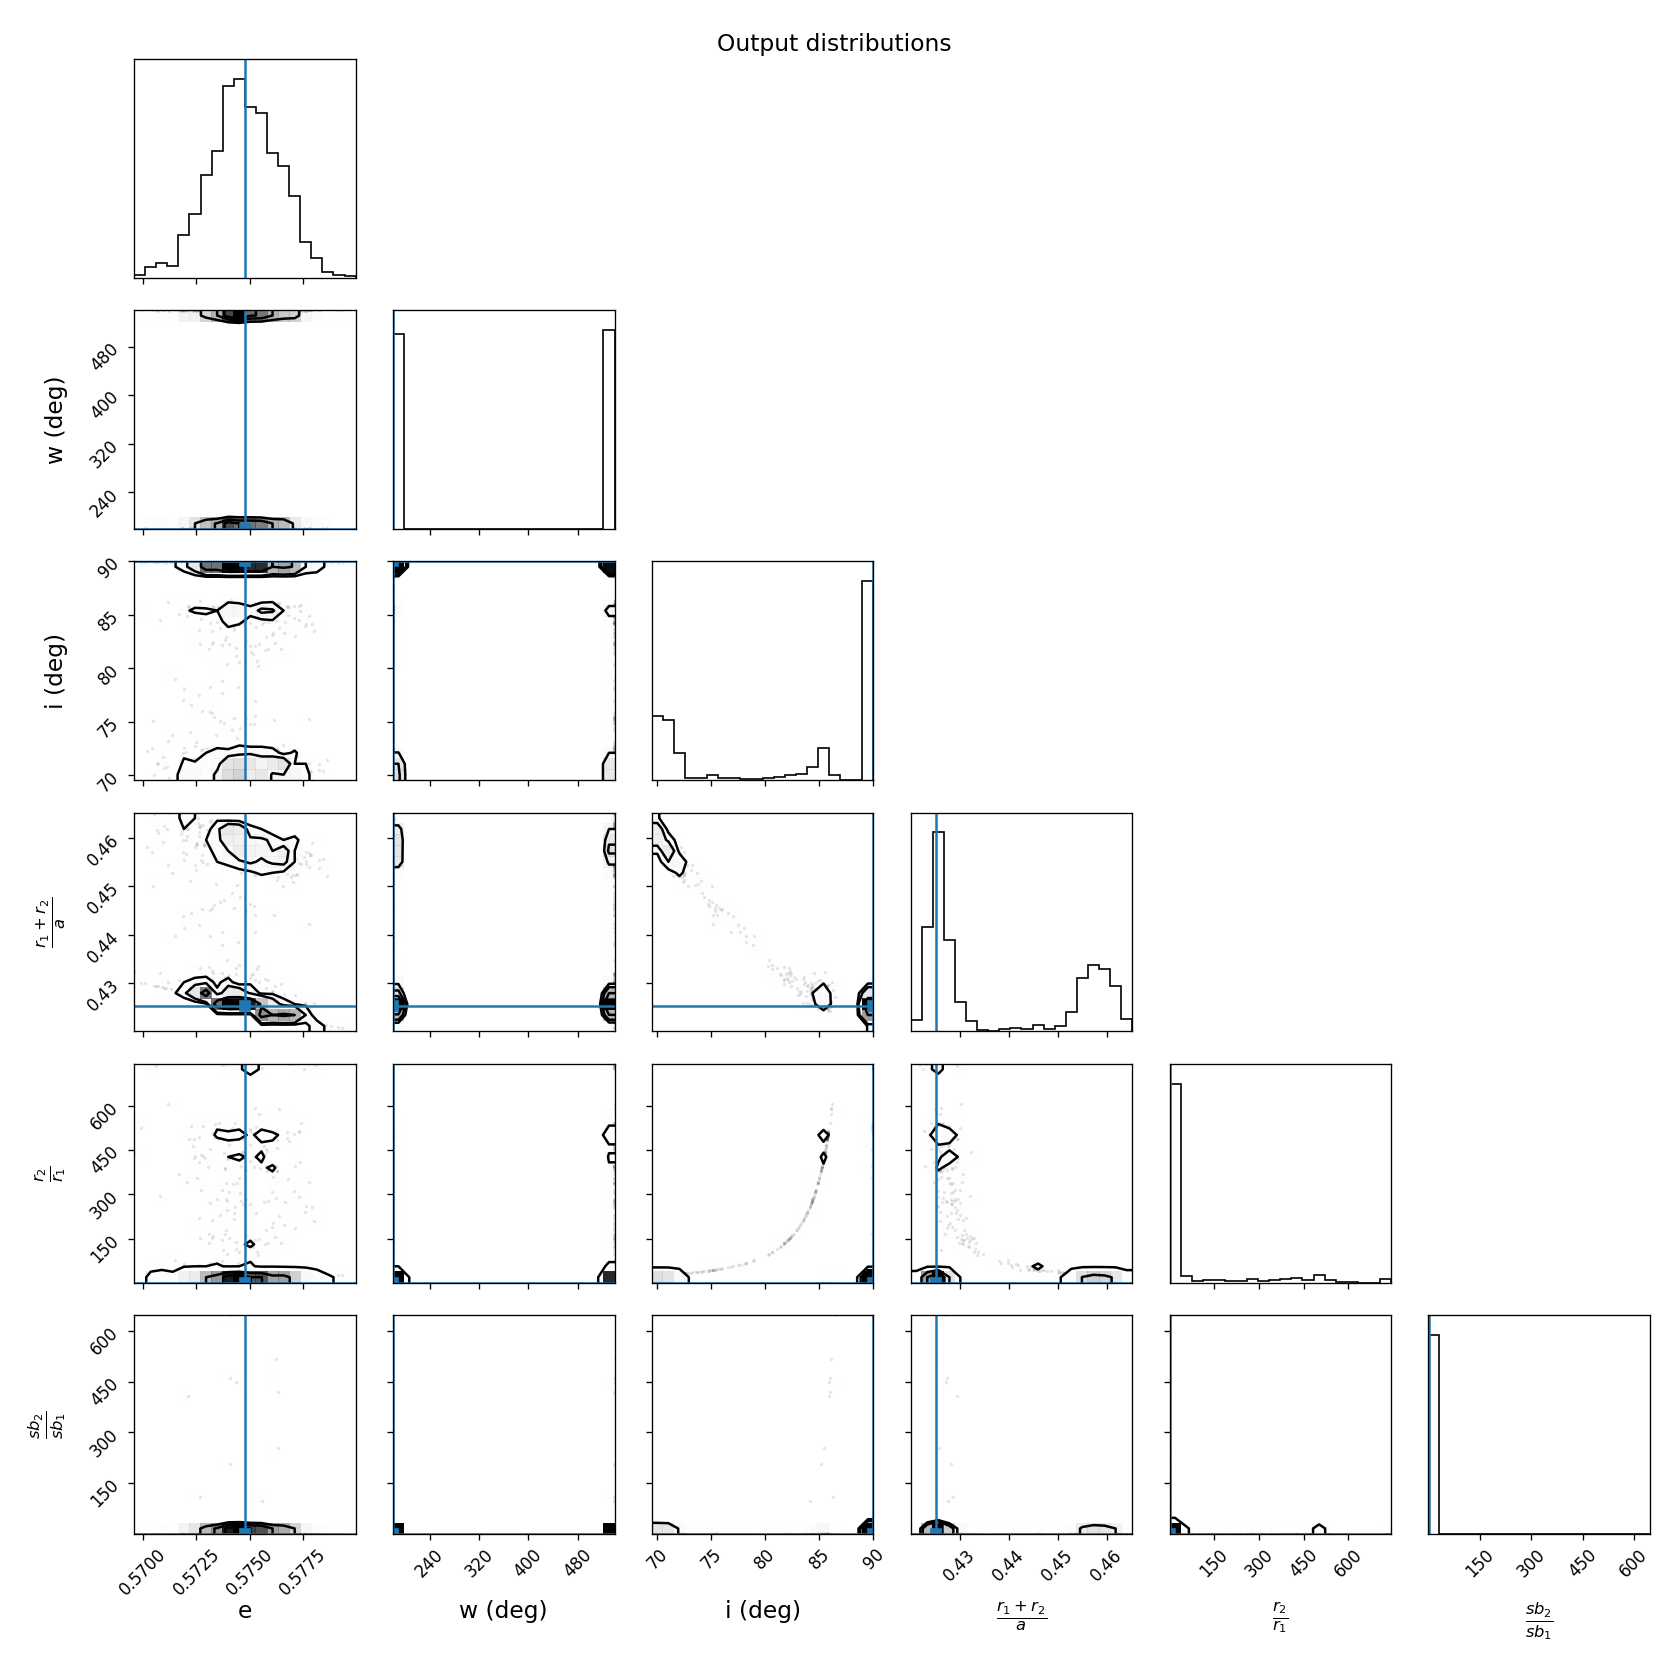 Output distributions
w (deg)
480
400
320
240
i (deg)
90
85
80
75
70
r1 + r2
a
0.46
0.45
0.44
0.43
r2
r1
600
450
300
150
sb2
sb1
600
450
300
150
0.5700 0.5725 0.5750 0.5775
240 320 400 480
70 75 80 85 90
0.43 0.44 0.45 0.46
150 300 450 600
150 300 450 600
e
w (deg)
i (deg)
r1 + r2
a
r2
r1
sb2
sb1